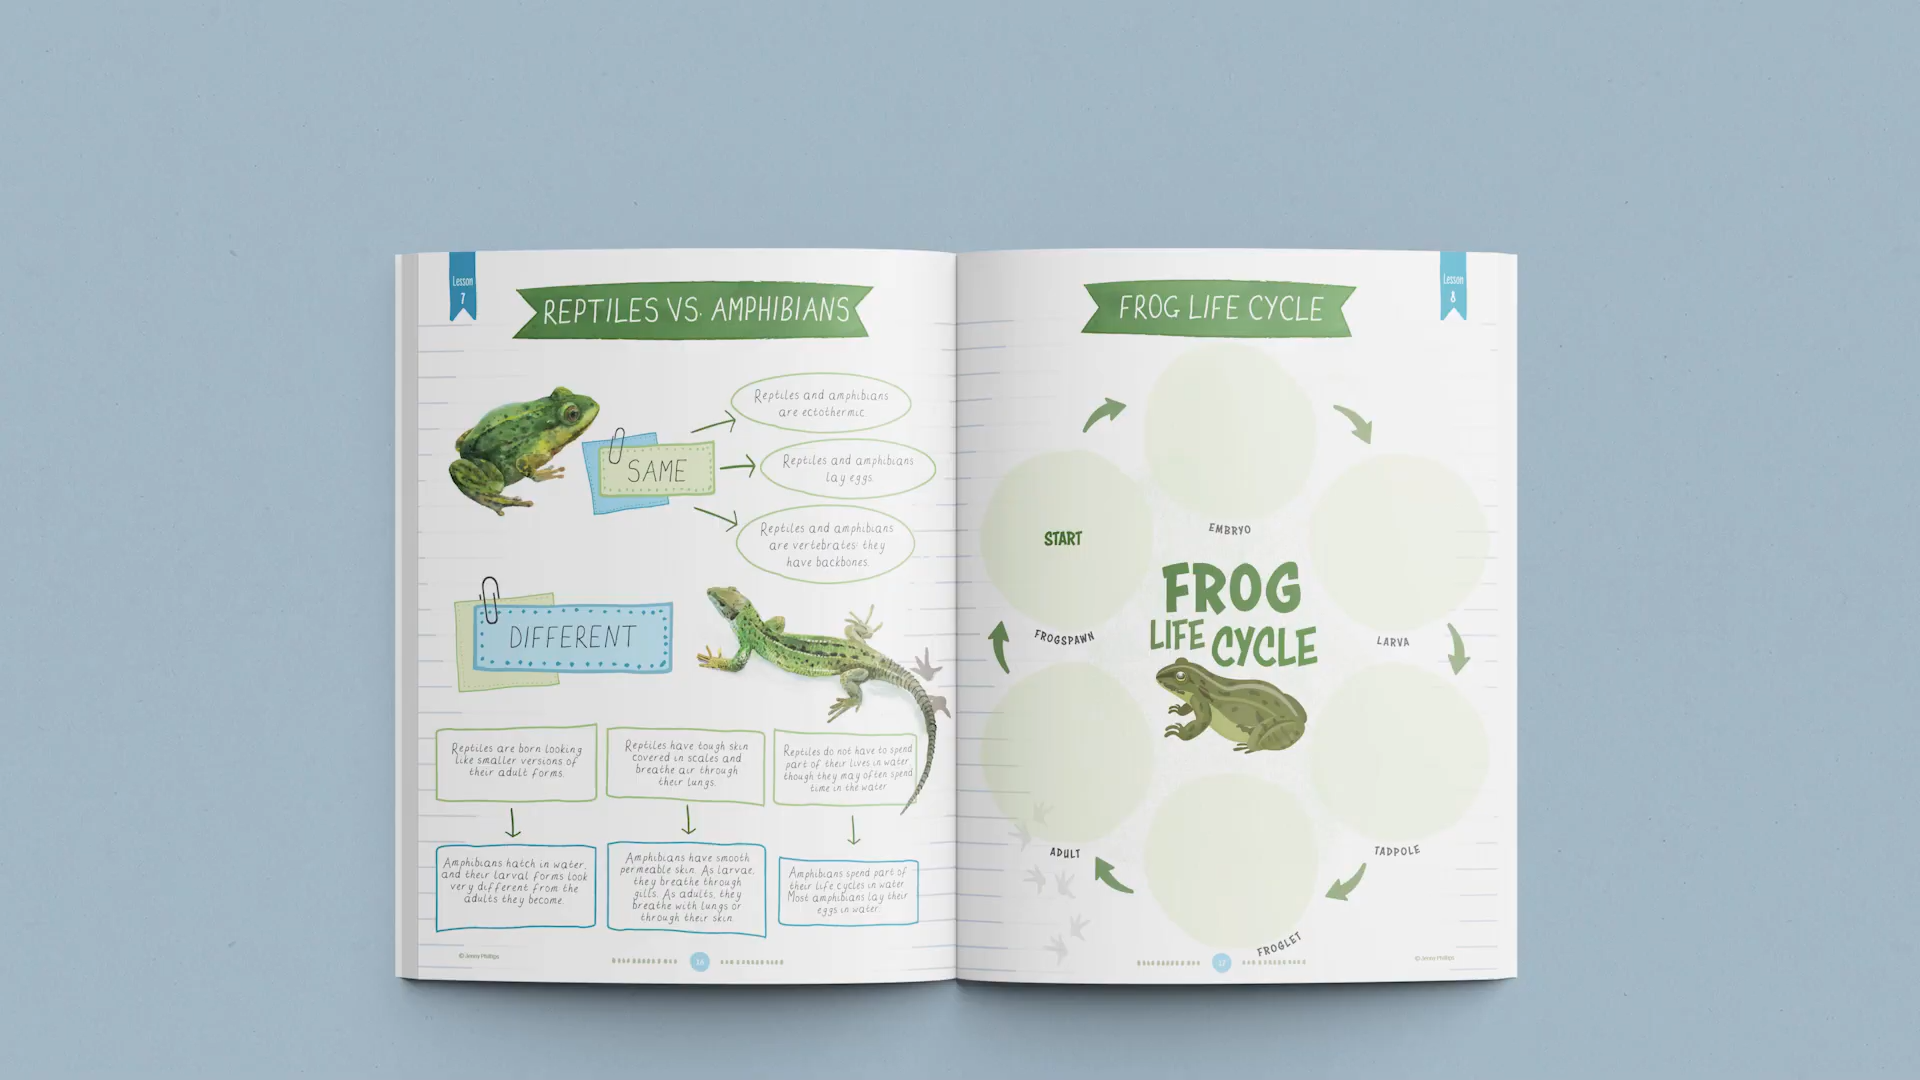 Lesson
7
REPTILES VS. AMPHIBIANS
Reptiles and amphibians
are ectothermic.
SAME
Reptiles and amphibians
lay eggs.
Reptiles and amphibians
are vertebrates: they
have backbones.
DIFFERENT
Reptiles are born looking
like smaller versions of
their adult forms.
Reptiles have tough skin
covered in scales and
breathe air through
their lungs.
Reptiles do not have to spend
part of their lives in water,
though they may often spend
time in the water.
Amphibians hatch in water,
and their larval forms look
very different from the
adults they become.
Amphibians have smooth
permeable skin. As larvae,
they breathe through
gills. As adults, they
breathe with lungs or
through their skin.
Amphibians spend part of
their life cycles in water.
Most amphibians lay their
eggs in water.
© Jenny Phillips
16
Lesson
8
FROG LIFE CYCLE
START
EMBRYO
FROG
LIFE CYCLE
FROGSPAWN
LARVA
ADULT
TADPOLE
FROGLET
17
© Jenny Phillips